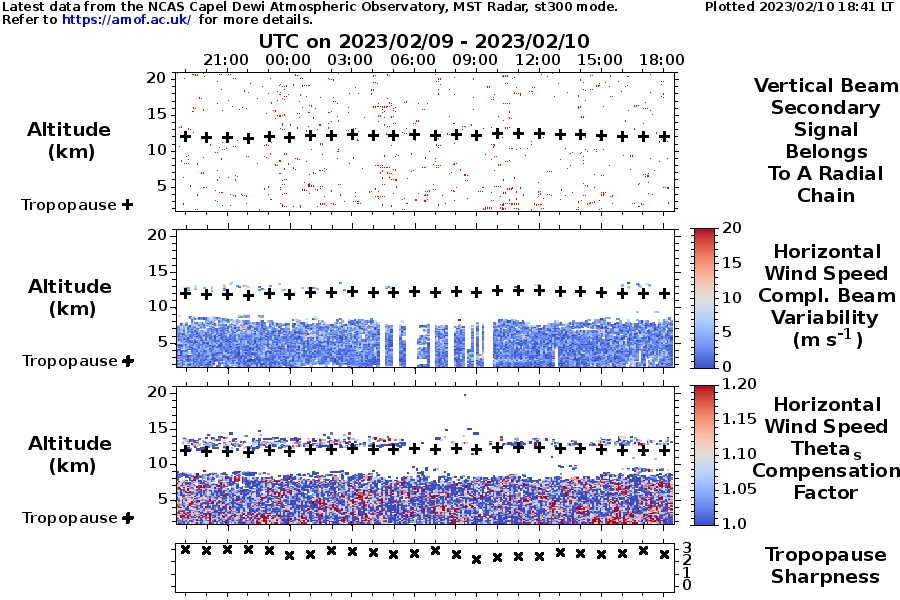 Latest data from the NCAS Capel Dewi Atmospheric Observatory, MST Radar, st300 mode.
Plotted 2023/02/10 18:41 LT
Refer to https://amof.ac.uk/ for more details.
UTC on 2023/02/09 - 2023/02/10
21:00 00:00 03:00 06:00 09:00 12:00 15:00 18:00
20
15
10
5
Altitude
(km)
Tropopause +
Vertical Beam
Secondary
Signal
Belongs
To A Radial
Chain
20
15
10
5
Altitude
(km)
Tropopause +
20
15
10
5
0
Horizontal
Wind Speed
Compl. Beam
Variability
(m s-1)
20
15
10
5
Altitude
(km)
Tropopause +
1.20
1.15
1.10
1.05
1.0
Horizontal
Wind Speed
Theta s
Compensation
Factor
3
2
1
0
Tropopause
Sharpness